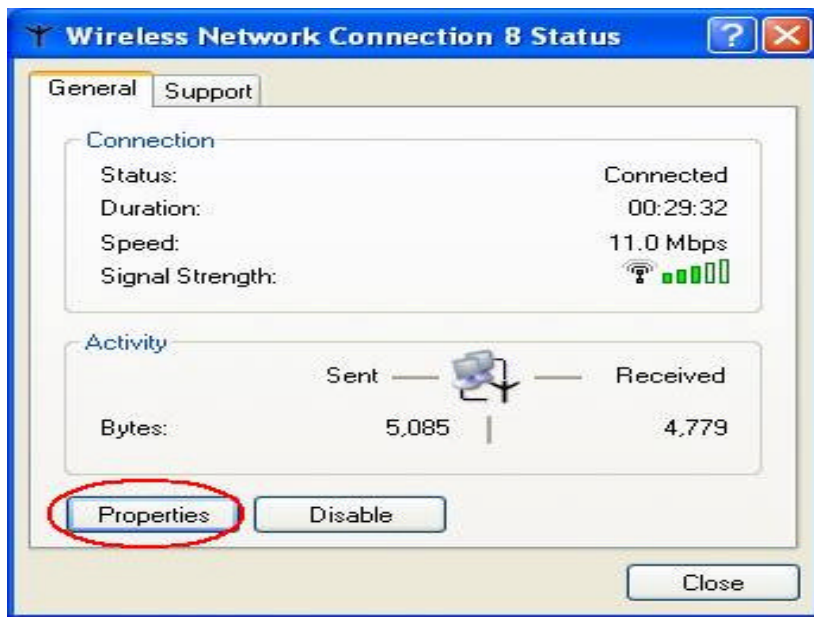 Wireless Network Connection 8 Status
General Support
Connection
Status: Connected
Duration: 00:29:32
Speed: 11.0 Mbps
Signal Strength:
Activity
Sent Received
Bytes: 5,085 4,779
Properties Disable
Close